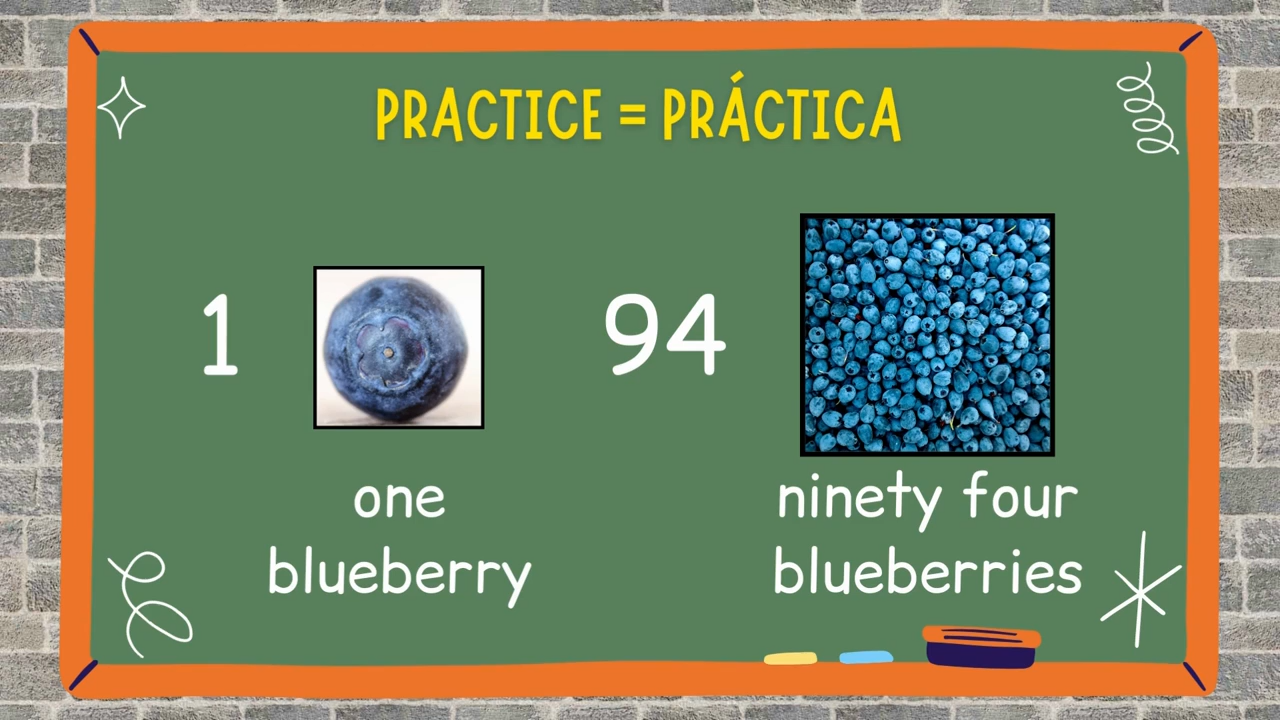 PRACTICE = PRÁCTICA
1
94
one
blueberry
ninety four
blueberries